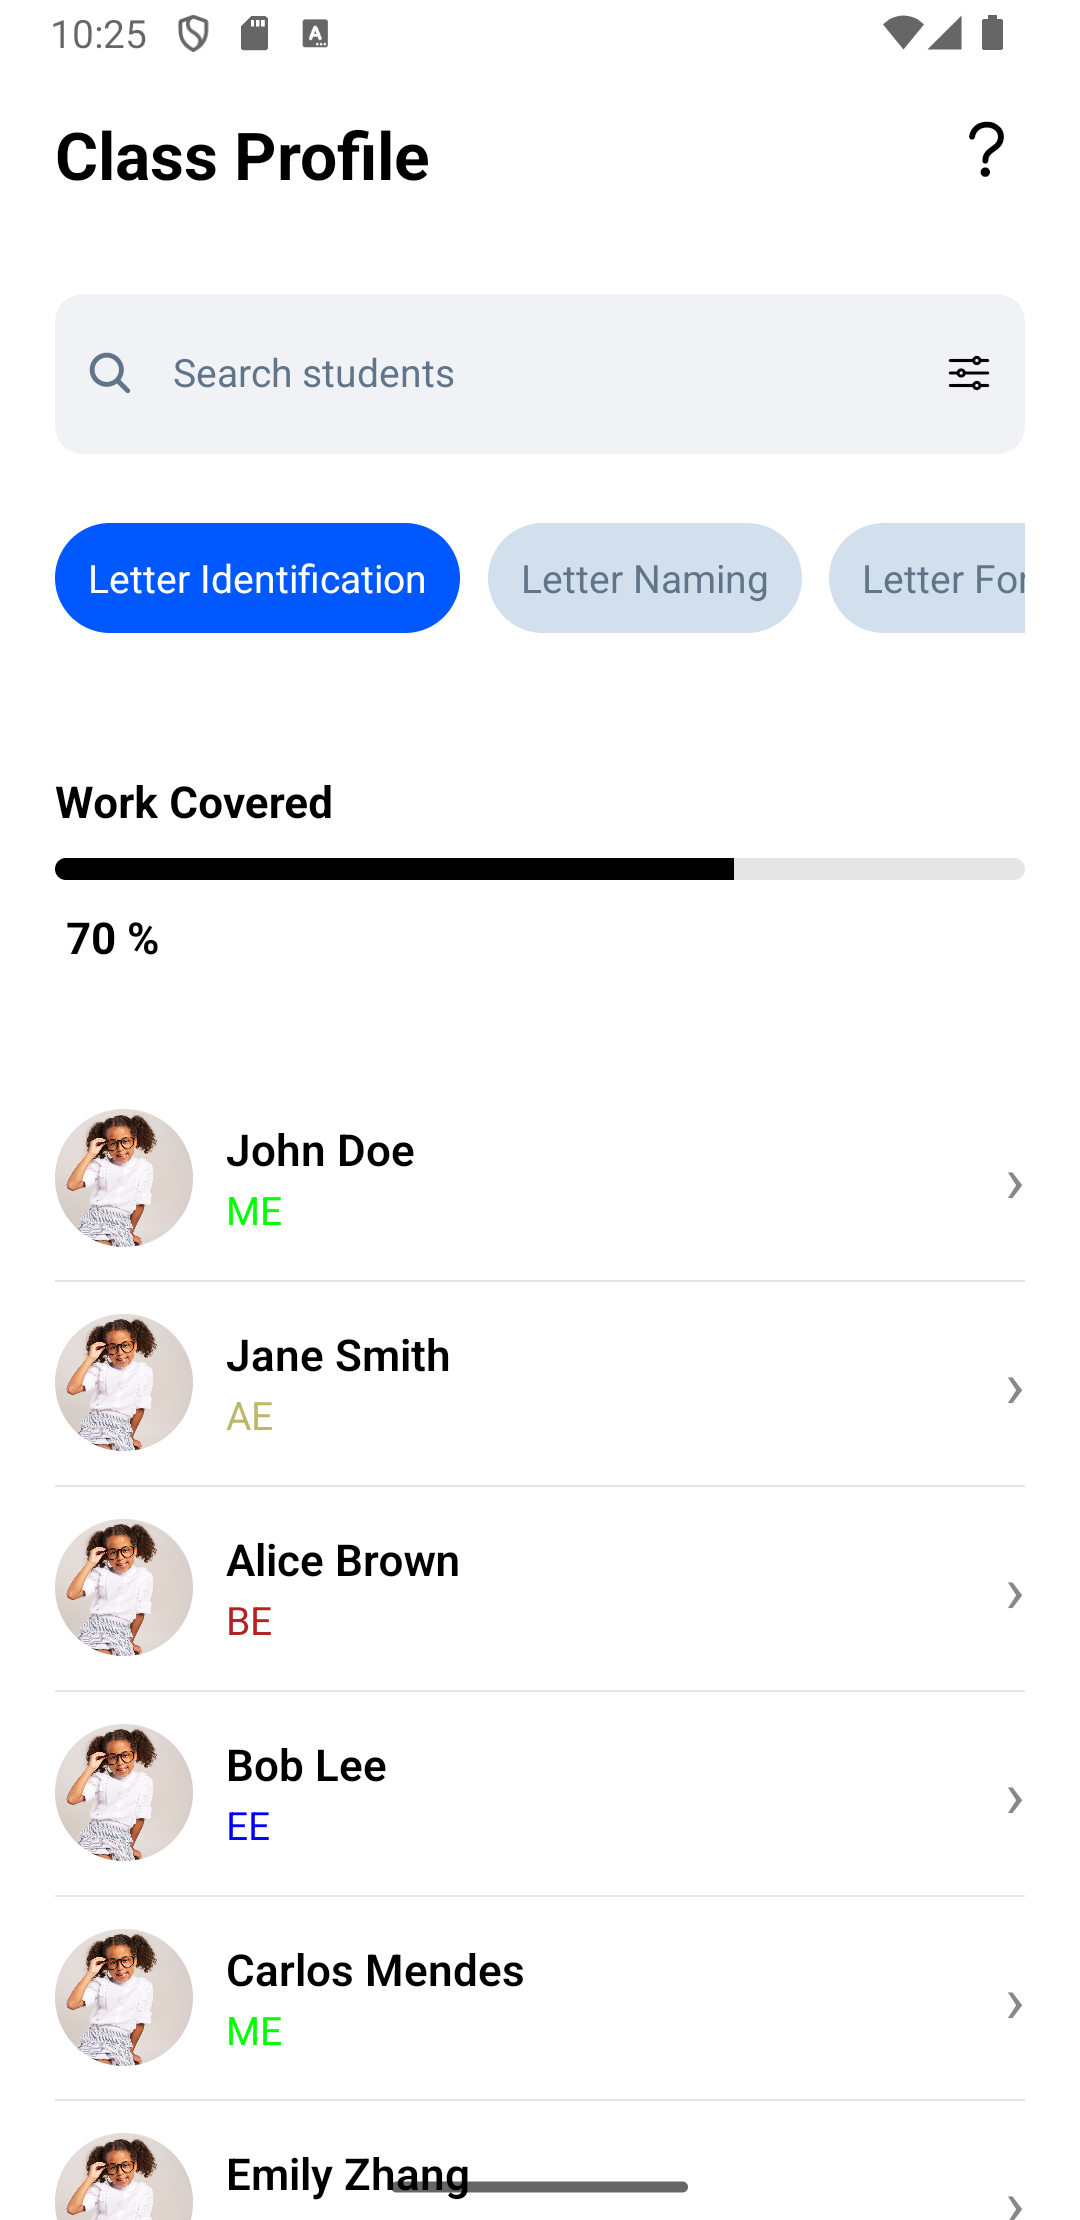 10:25
Class Profile
Search students
Letter Identification
Letter Naming
Letter For
Work Covered
70 %
John Doe
ME
Jane Smith
AE
Alice Brown
BE
Bob Lee
EE
Carlos Mendes
ME
Emily Zhang